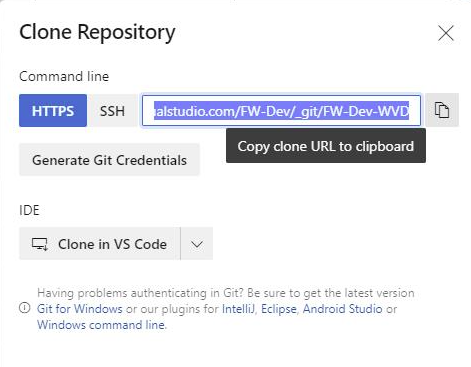 Clone Repository
Command line
HTTPS
SSH
ualstudio.com/FW-Dev/_git/FW-Dev-WVD
Copy clone URL to clipboard
Generate Git Credentials
IDE
Clone in VS Code
Having problems authenticating in Git? Be sure to get the latest version
Git for Windows or our plugins for IntelliJ, Eclipse, Android Studio or
Windows command line.